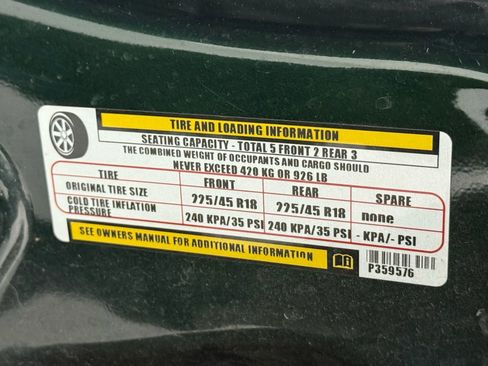 TIRE AND LOADING INFORMATION
SEATING CAPACITY - TOTAL 5 FRONT 2 REAR 3
THE COMBINED WEIGHT OF OCCUPANTS AND CARGO SHOULD
NEVER EXCEED 420 KG OR 926 LB
TIRE FRONT REAR SPARE
ORIGINAL TIRE SIZE 225/45 R18 225/45 R18 none
COLD TIRE INFLATION PRESSURE 240 KPA/35 PSI 240 KPA/35 PSI - KPA/- PSI
SEE OWNERS MANUAL FOR ADDITIONAL INFORMATION
P359576